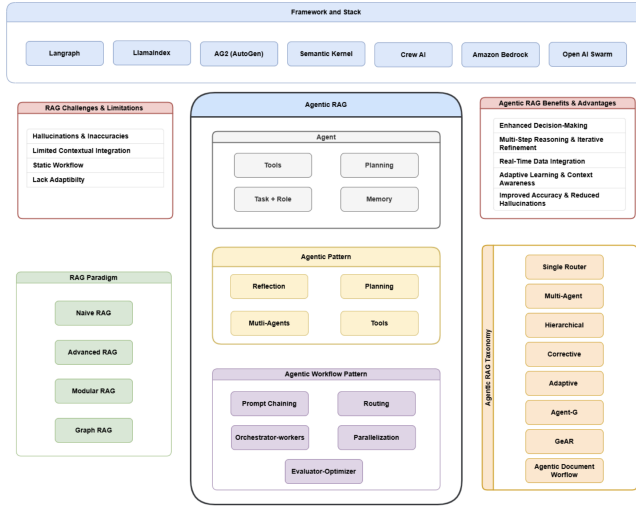 Framework and Stack
Langraph
LlamaIndex
AG2 (AutoGen)
Semantic Kernel
Crew AI
Amazon Bedrock
Open AI Swarm
RAG Challenges & Limitations
Hallucinations & Inaccuracies
Limited Contextual Integration
Static Workflow
Lack Adaptibilty
RAG Paradigm
Naive RAG
Advanced RAG
Modular RAG
Graph RAG
Agentic RAG
Agent
Tools
Planning
Task + Role
Memory
Agentic Pattern
Reflection
Planning
Mutli-Agents
Tools
Agentic Workflow Pattern
Prompt Chaining
Routing
Orchestrator-workers
Parallelization
Evaluator-Optimizer
Agentic RAG Benefits & Advantages
Enhanced Decision-Making
Multi-Step Reasoning & Iterative
Refinement
Real-Time Data Integration
Adaptive Learning & Context
Awareness
Improved Accuracy & Reduced
Hallucinations
Agentic RAG Taxonomy
Single Router
Multi-Agent
Hierarchical
Corrective
Adaptive
Agent-G
GeAR
Agentic Document
Worflow